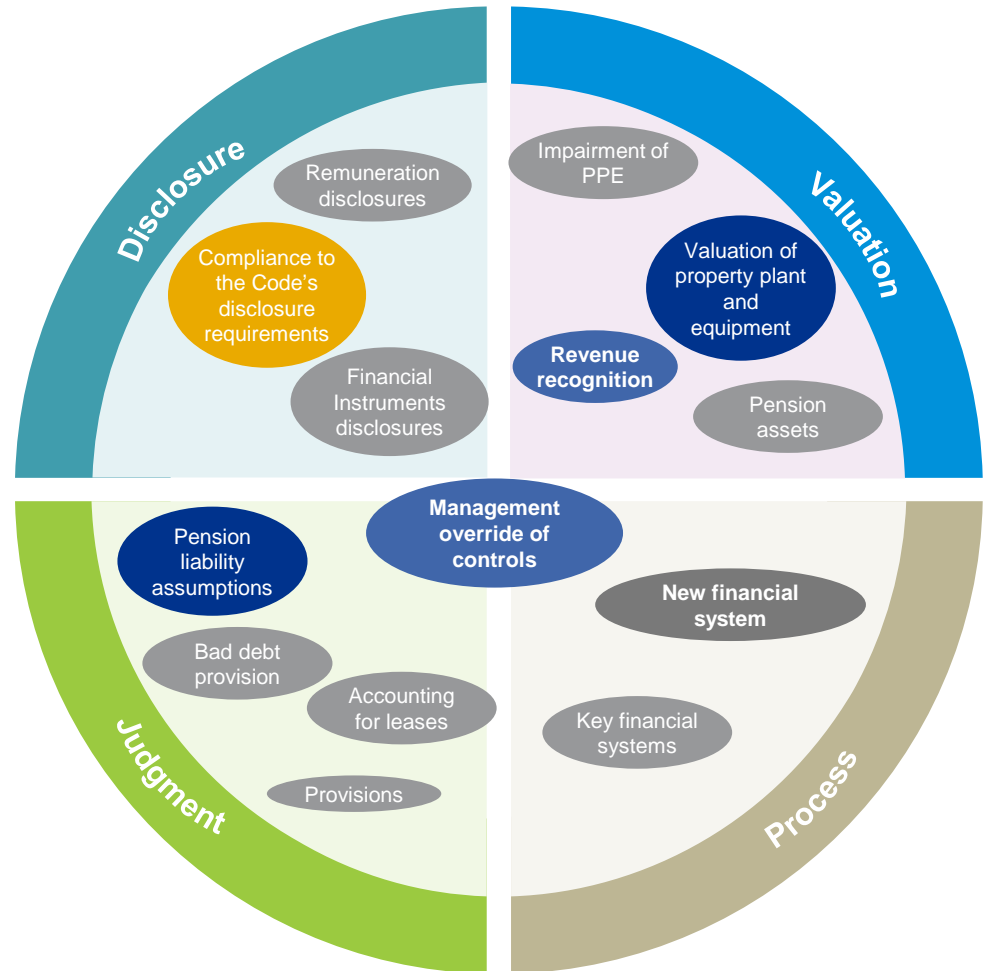 Disclosure
Remuneration
disclosures
Compliance to
the Code's
disclosure
requirements
Financial
Instruments
disclosures
Valuation
Impairment of
PPE
Valuation of
property plant
and
equipment
Revenue
recognition
Pension
assets
Management
override of
controls
Judgment
Pension
liability
assumptions
Bad debt
provision
Accounting
for leases
Provisions
Process
New financial
system
Key financial
systems